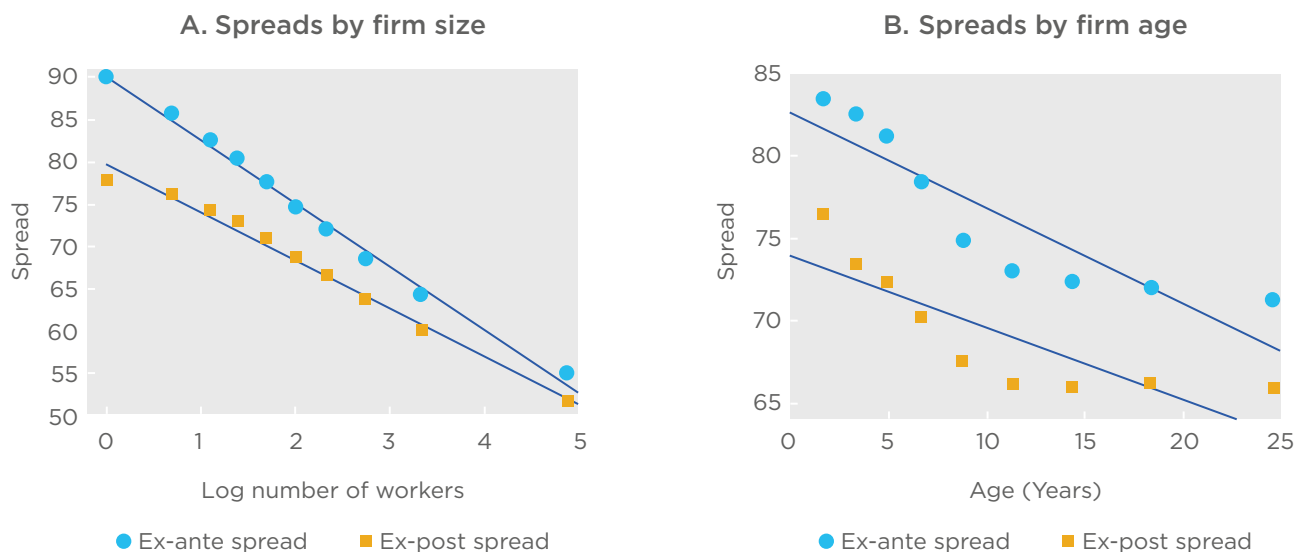 A. Spreads by firm size
90
85
80
75
70
65
60
55
50
Spread
0 1 2 3 4 5
Log number of workers
Ex-ante spread Ex-post spread
B. Spreads by firm age
85
80
75
70
65
Spread
0 5 10 15 20 25
Age (Years)
Ex-ante spread Ex-post spread